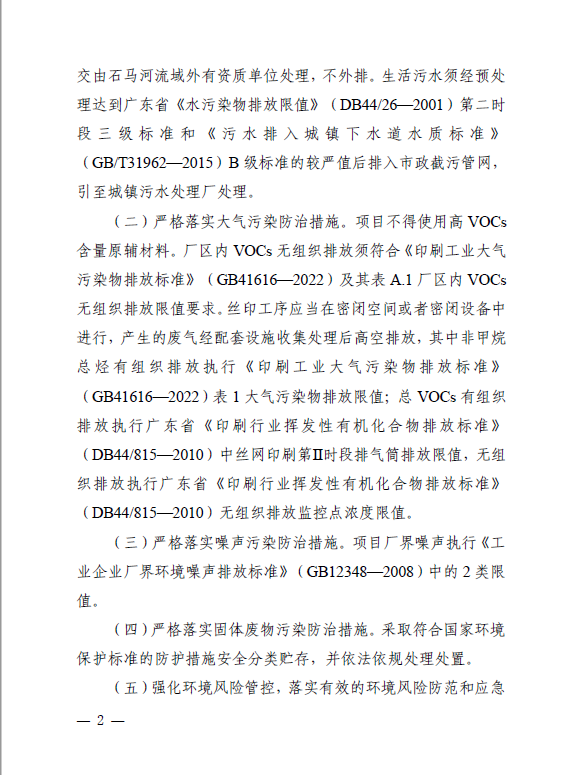 交由石马河流域外有资质单位处理，不外排。生活污水须经预处
理达到广东省《水污染物排放限值》（DB44/26—2001）第二时
段三级标准和《污水排入城镇下水道水质标准》
（GB/T31962—2015）B 级标准的较严值后排入市政截污管网，
引至城镇污水处理厂处理。
（二）严格落实大气污染防治措施。项目不得使用高 VOCs
含量原辅材料。厂区内 VOCs 无组织排放须符合《印刷工业大气
污染物排放标准》（GB41616—2022）及其表 A.1 厂区内 VOCs
无组织排放限值要求。丝印工序应当在密闭空间或者密闭设备中
进行，产生的废气经配套设施收集处理后高空排放，其中非甲烷
总烃有组织排放执行《印刷工业大气污染物排放标准》
（GB41616—2022）表 1 大气污染物排放限值；总 VOCs 有组织
排放执行广东省《印刷行业挥发性有机化合物排放标准》
（DB44/815—2010）中丝网印刷第Ⅱ时段排气筒排放限值，无组
织排放执行广东省《印刷行业挥发性有机化合物排放标准》
（DB44/815—2010）无组织排放监控点浓度限值。
（三）严格落实噪声污染防治措施。项目厂界噪声执行《工
业企业厂界环境噪声排放标准》（GB12348—2008）中的 2 类限
值。
（四）严格落实固体废物污染防治措施。采取符合国家环境
保护标准的防护措施安全分类贮存，并依法依规处理处置。
（五）强化环境风险管控，落实有效的环境风险防范和应急
— 2 —